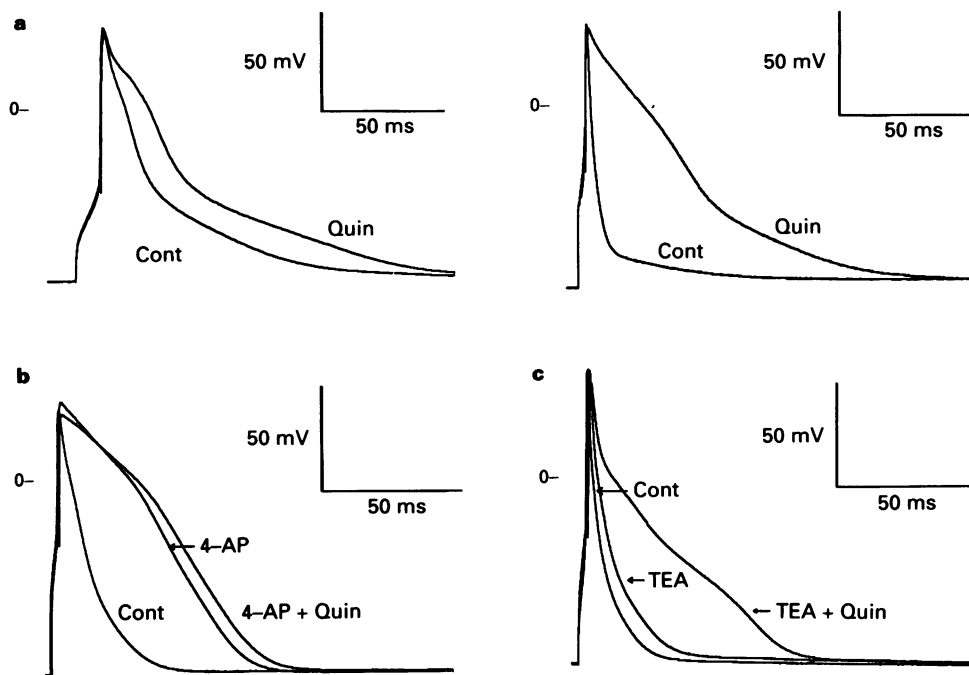 a
50 mV
0–
50 ms
Quin
Cont
50 mV
0–
50 ms
Quin
Cont
b
50 mV
0–
50 ms
4–AP
Cont
4–AP + Quin
c
50 mV
0–
50 ms
Cont
TEA
TEA + Quin